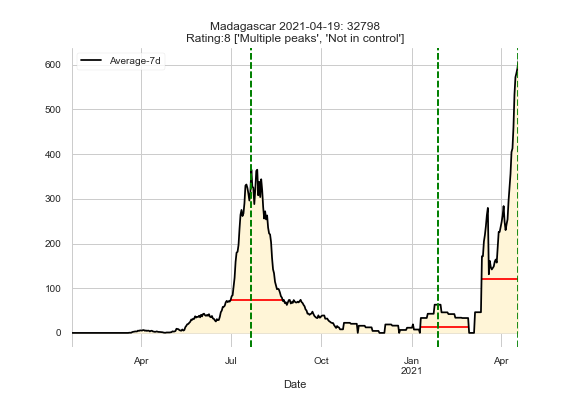 Madagascar 2021-04-19: 32798
Rating:8 ['Multiple peaks', 'Not in control']
Average-7d
600
500
400
300
200
100
0
Apr Jul Oct Jan Apr
2021
Date